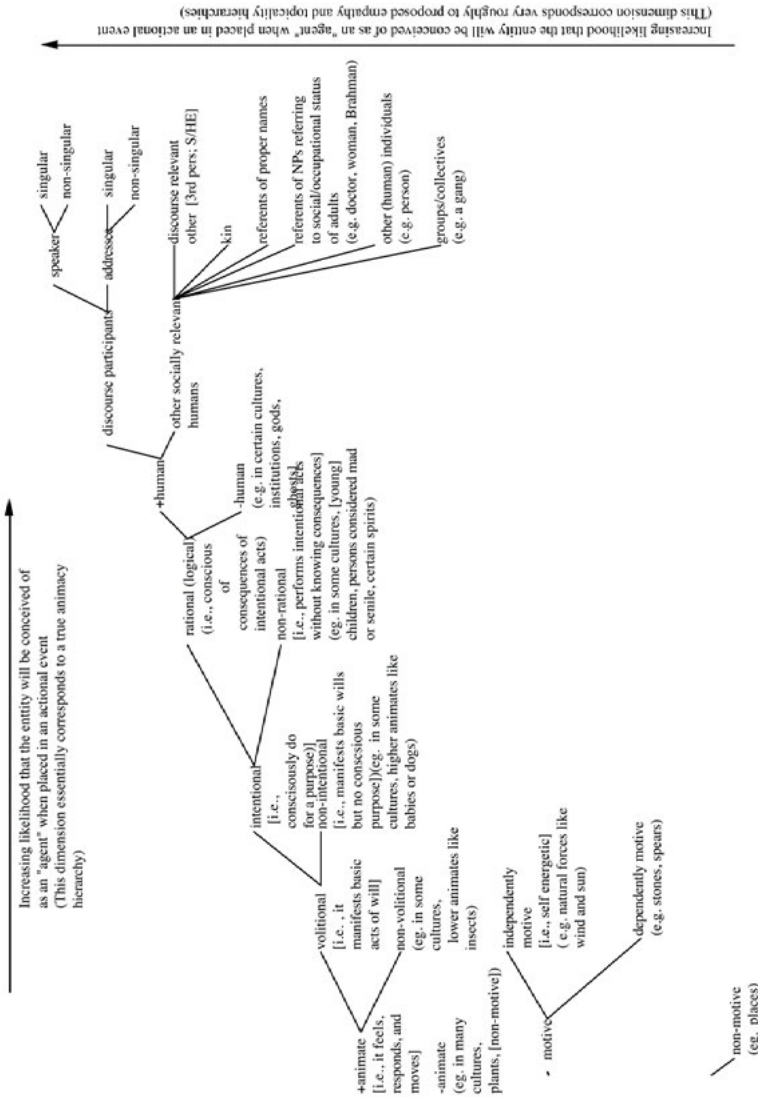 Increasing likelihood that the enttity will be conceived of
as an "agent" when placed in an actional event
(This dimension essentially corresponds to a true animacy
hierarchy)
Increasing likelihood that the entity will be conceived of as an "agent" when placed in an actional event
(This dimension corresponds very roughly to proposed empathy and topicality hierarchies)
+animate
[i.e., it feels,
responds, and
moves]
-animate
(eg. in many
cultures,
plants, [non-motive])
- motive
non-motive
(eg. places)
volitional
[i.e. , it
manifests basic
acts of will]
non-volitional
(eg. in some
cultures,
lower animates like
insects)
independently
motive
[i.e., self energetic]
( e.g. natural forces like
wind and sun)
dependently motive
(e.g. stones, spears)
intentional
[i.e.,
conscisously do
for a purpose)]
non-intentional
[i.e., manifests basic wills
but no conscsious
purpose])(eg. in some
cultures, higher animates like
babies or dogs)
rational (logical)
(i.e., conscious
of
consequences of
intentional acts)
non-rational
[i.e., performs intentional acts
without knowing consequences]
(eg. in some cultures, [young]
children, persons considered mad
or senile, certain spirits)
+human
-human
(e.g. in certain cultures,
institutions, gods,
ghosts]
discourse participants
other socially relevant
humans
speaker
addressee
singular
non-singular
singular
non-singular
discourse relevant
other [3rd pers; S/HE]
kin
referents of proper names
referents of NPs referring
to social/occupational status
of adults
(e.g. doctor, woman, Brahman)
other (human) individuals
(e.g. person)
groups/collectives
(e.g. a gang)